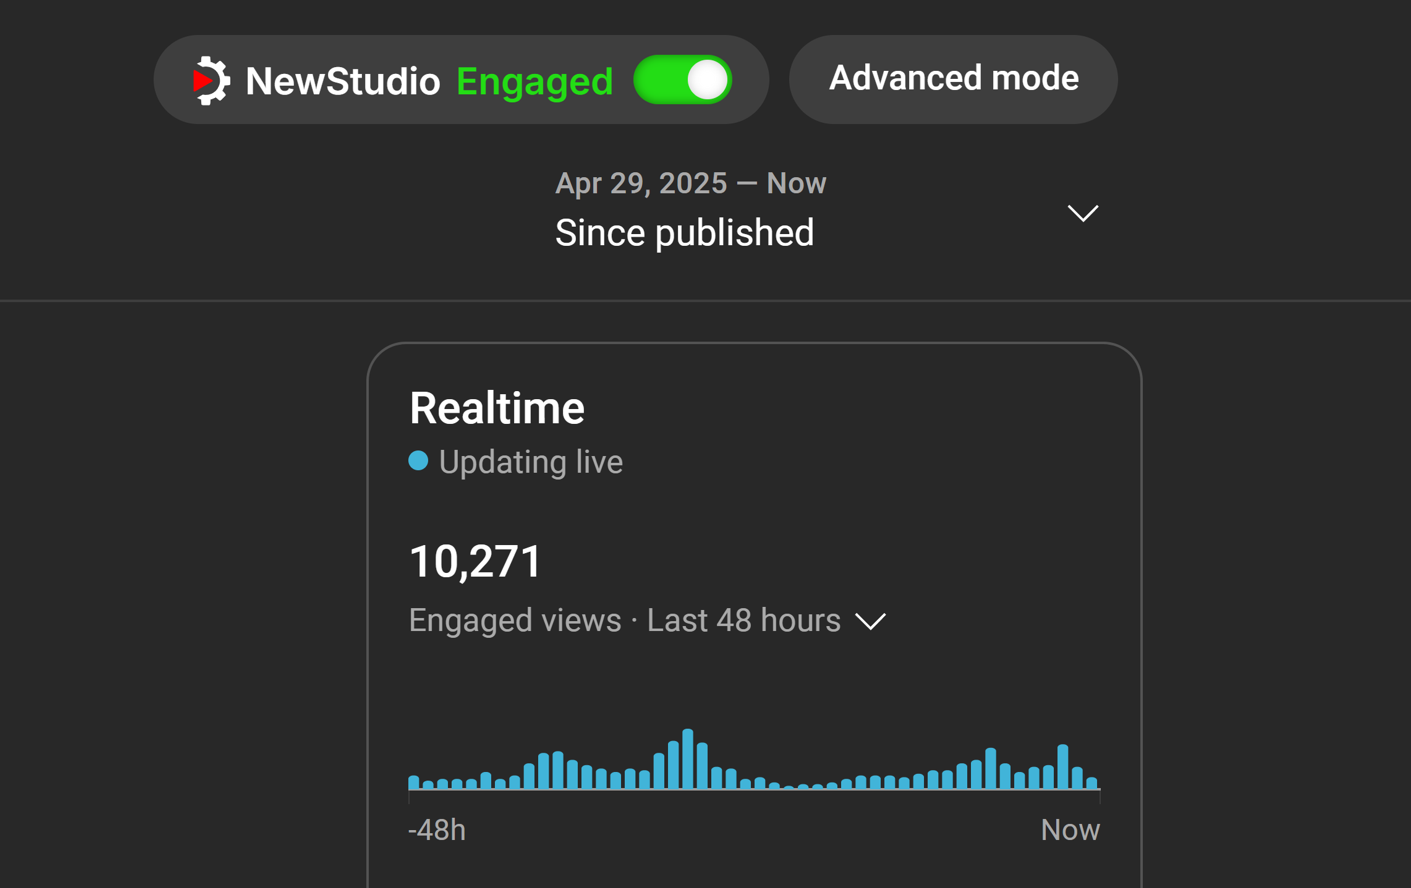 NewStudio Engaged
Advanced mode
Apr 29, 2025 – Now
Since published
Realtime
Updating live
10,271
Engaged views · Last 48 hours
-48h
Now